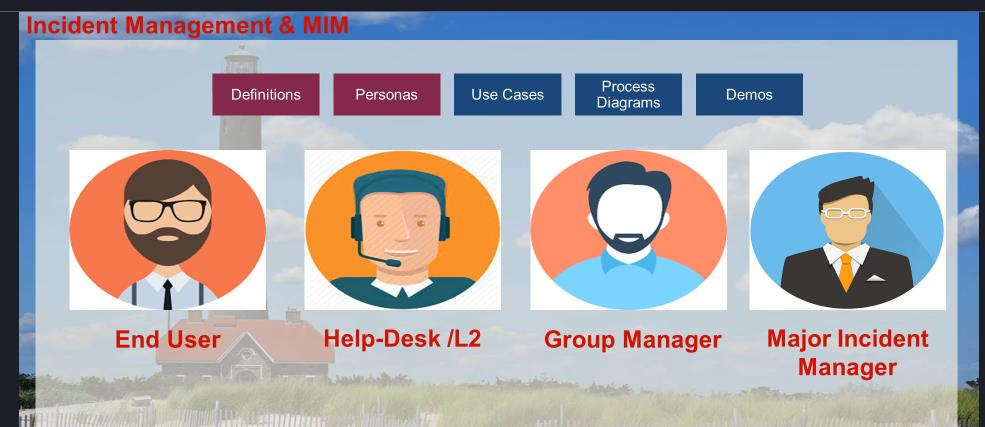 Incident Management & MIM
Definitions
Personas
Use Cases
Process
Diagrams
Demos
End User
Help-Desk /L2
Group Manager
Major Incident
Manager